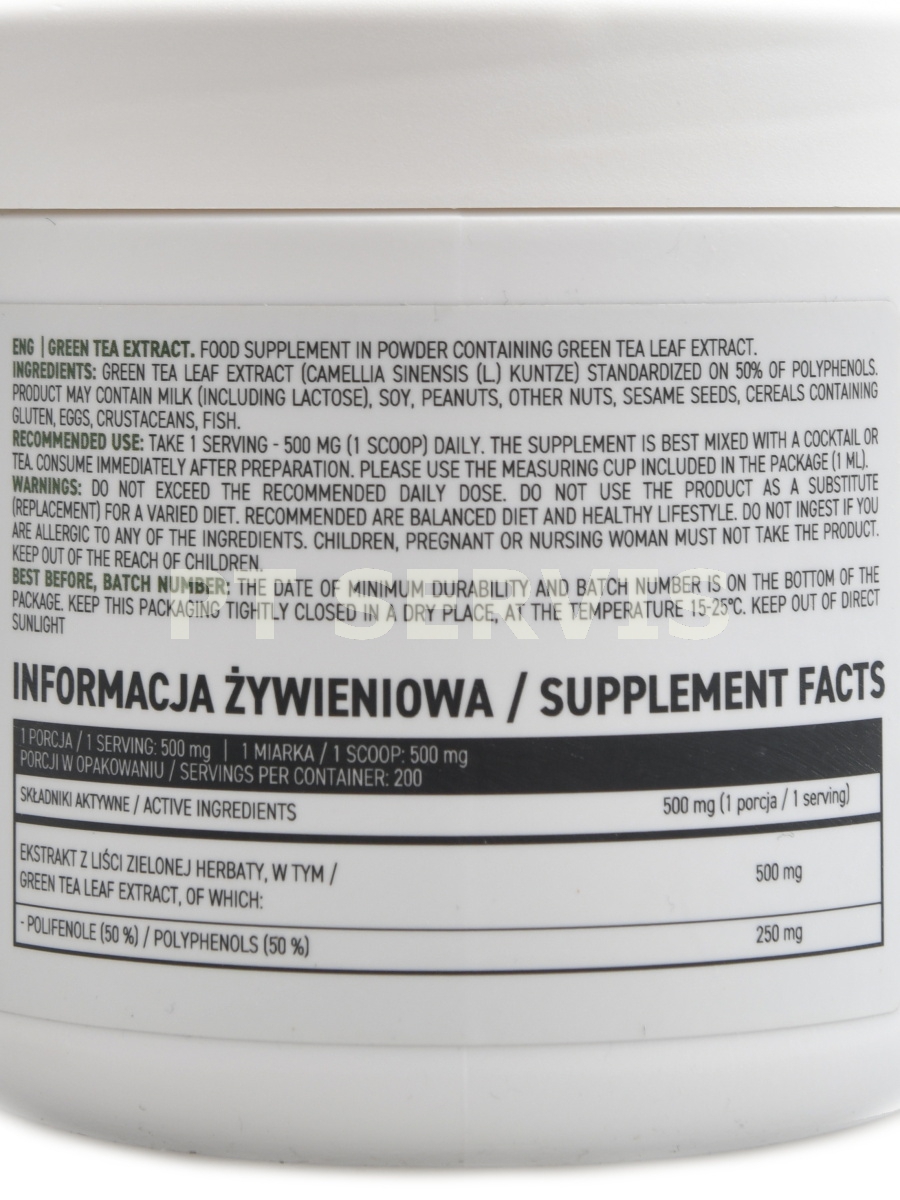 ENG | GREEN TEA EXTRACT. FOOD SUPPLEMENT IN POWDER CONTAINING GREEN TEA LEAF EXTRACT.
INGREDIENTS: GREEN TEA LEAF EXTRACT (CAMELLIA SINENSIS (L.) KUNTZE) STANDARDIZED ON 50% OF POLYPHENOLS.
PRODUCT MAY CONTAIN MILK (INCLUDING LACTOSE), SOY, PEANUTS, OTHER NUTS, SESAME SEEDS, CEREALS CONTAINING
GLUTEN, EGGS, CRUSTACEANS, FISH.
RECOMMENDED USE: TAKE 1 SERVING - 500 MG (1 SCOOP) DAILY. THE SUPPLEMENT IS BEST MIXED WITH A COCKTAIL OR
TEA. CONSUME IMMEDIATELY AFTER PREPARATION. PLEASE USE THE MEASURING CUP INCLUDED IN THE PACKAGE (1 ML).
WARNINGS: DO NOT EXCEED THE RECOMMENDED DAILY DOSE. DO NOT USE THE PRODUCT AS A SUBSTITUTE
(REPLACEMENT) FOR A VARIED DIET. RECOMMENDED ARE BALANCED DIET AND HEALTHY LIFESTYLE. DO NOT INGEST IF YOU
ARE ALLERGIC TO ANY OF THE INGREDIENTS. CHILDREN, PREGNANT OR NURSING WOMAN MUST NOT TAKE THE PRODUCT.
KEEP OUT OF THE REACH OF CHILDREN.
BEST BEFORE, BATCH NUMBER: THE DATE OF MINIMUM DURABILITY AND BATCH NUMBER IS ON THE BOTTOM OF THE
PACKAGE. KEEP THIS PACKAGING TIGHTLY CLOSED IN A DRY PLACE, AT THE TEMPERATURE 15-25°C. KEEP OUT OF DIRECT
SUNLIGHT
SERVIS
INFORMACJA ŻYWIENIOWA / SUPPLEMENT FACTS
1 PORCJA / 1 SERVING: 500 mg | 1 MIARKA / 1 SCOOP: 500 mg
PORCJI W OPAKOWANIU / SERVINGS PER CONTAINER: 200
SKŁADNIKI AKTYWNE / ACTIVE INGREDIENTS 500 mg (1 porcja / 1 serving)
EKSTRAKT Z LIŚCI ZIELONEJ HERBATY, W TYM /
GREEN TEA LEAF EXTRACT, OF WHICH: 500 mg
- POLIFENOLE (50 %) / POLYPHENOLS (50 %) 250 mg